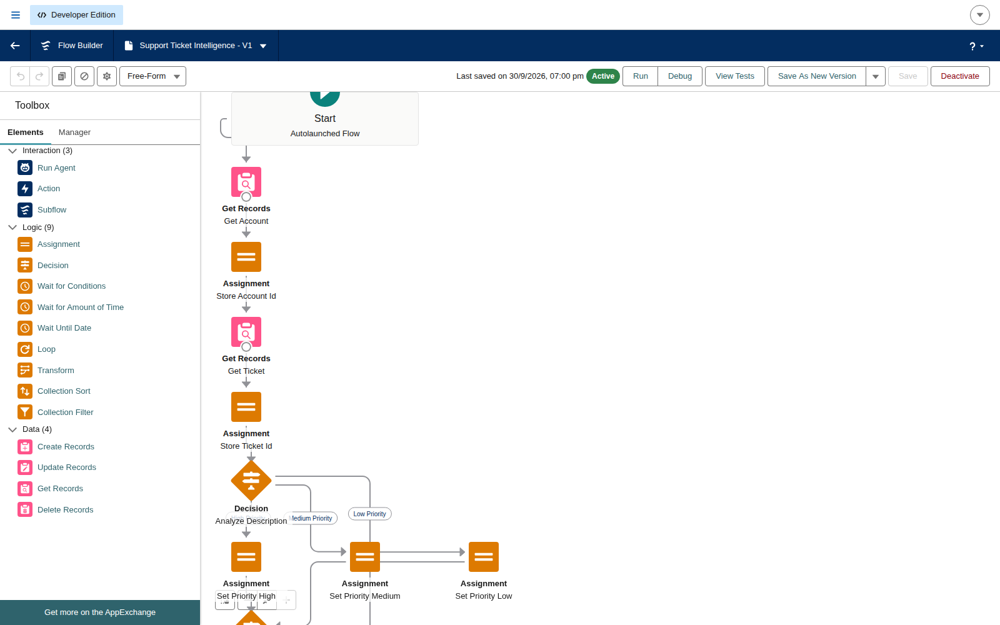 Developer Edition
Flow Builder
Support Ticket Intelligence - V1
?
Free-Form
Last saved on 30/9/2026, 07:00 pm
Active
Run
Debug
View Tests
Save As New Version
Save
Deactivate
Toolbox
Elements
Manager
Interaction (3)
Run Agent
Action
Subflow
Logic (9)
Assignment
Decision
Wait for Conditions
Wait for Amount of Time
Wait Until Date
Loop
Transform
Collection Sort
Collection Filter
Data (4)
Create Records
Update Records
Get Records
Delete Records
Get more on the AppExchange
Start
Autolaunched Flow
Get Records
Get Account
Assignment
Store Account Id
Get Records
Get Ticket
Assignment
Store Ticket Id
Decision
Analyze Description
High Priority
Medium Priority
Low Priority
Assignment
Set Priority High
Assignment
Set Priority Medium
Assignment
Set Priority Low